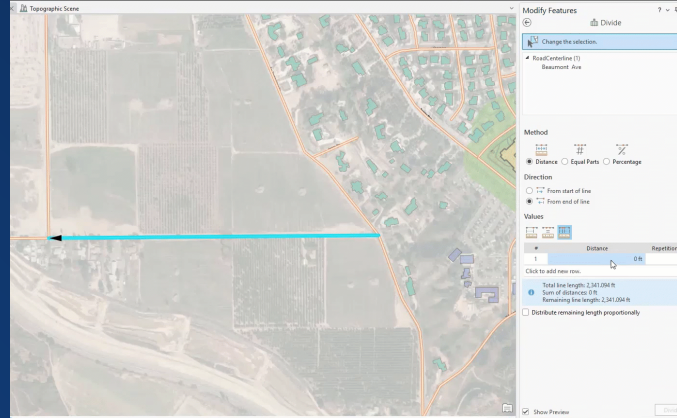 Topographic Scene
Modify Features
?
Divide
Change the selection.
RoadCenterline (1)
Beaumont Ave
Method
Distance
Equal Parts
Percentage
Direction
From start of line
From end of line
Values
# Distance Repetition
1 0 ft
Click to add new row.
Total line length: 2,341.094 ft
Sum of distances: 0 ft
Remaining line length: 2,341.094 ft
Distribute remaining length proportionally
Show Preview